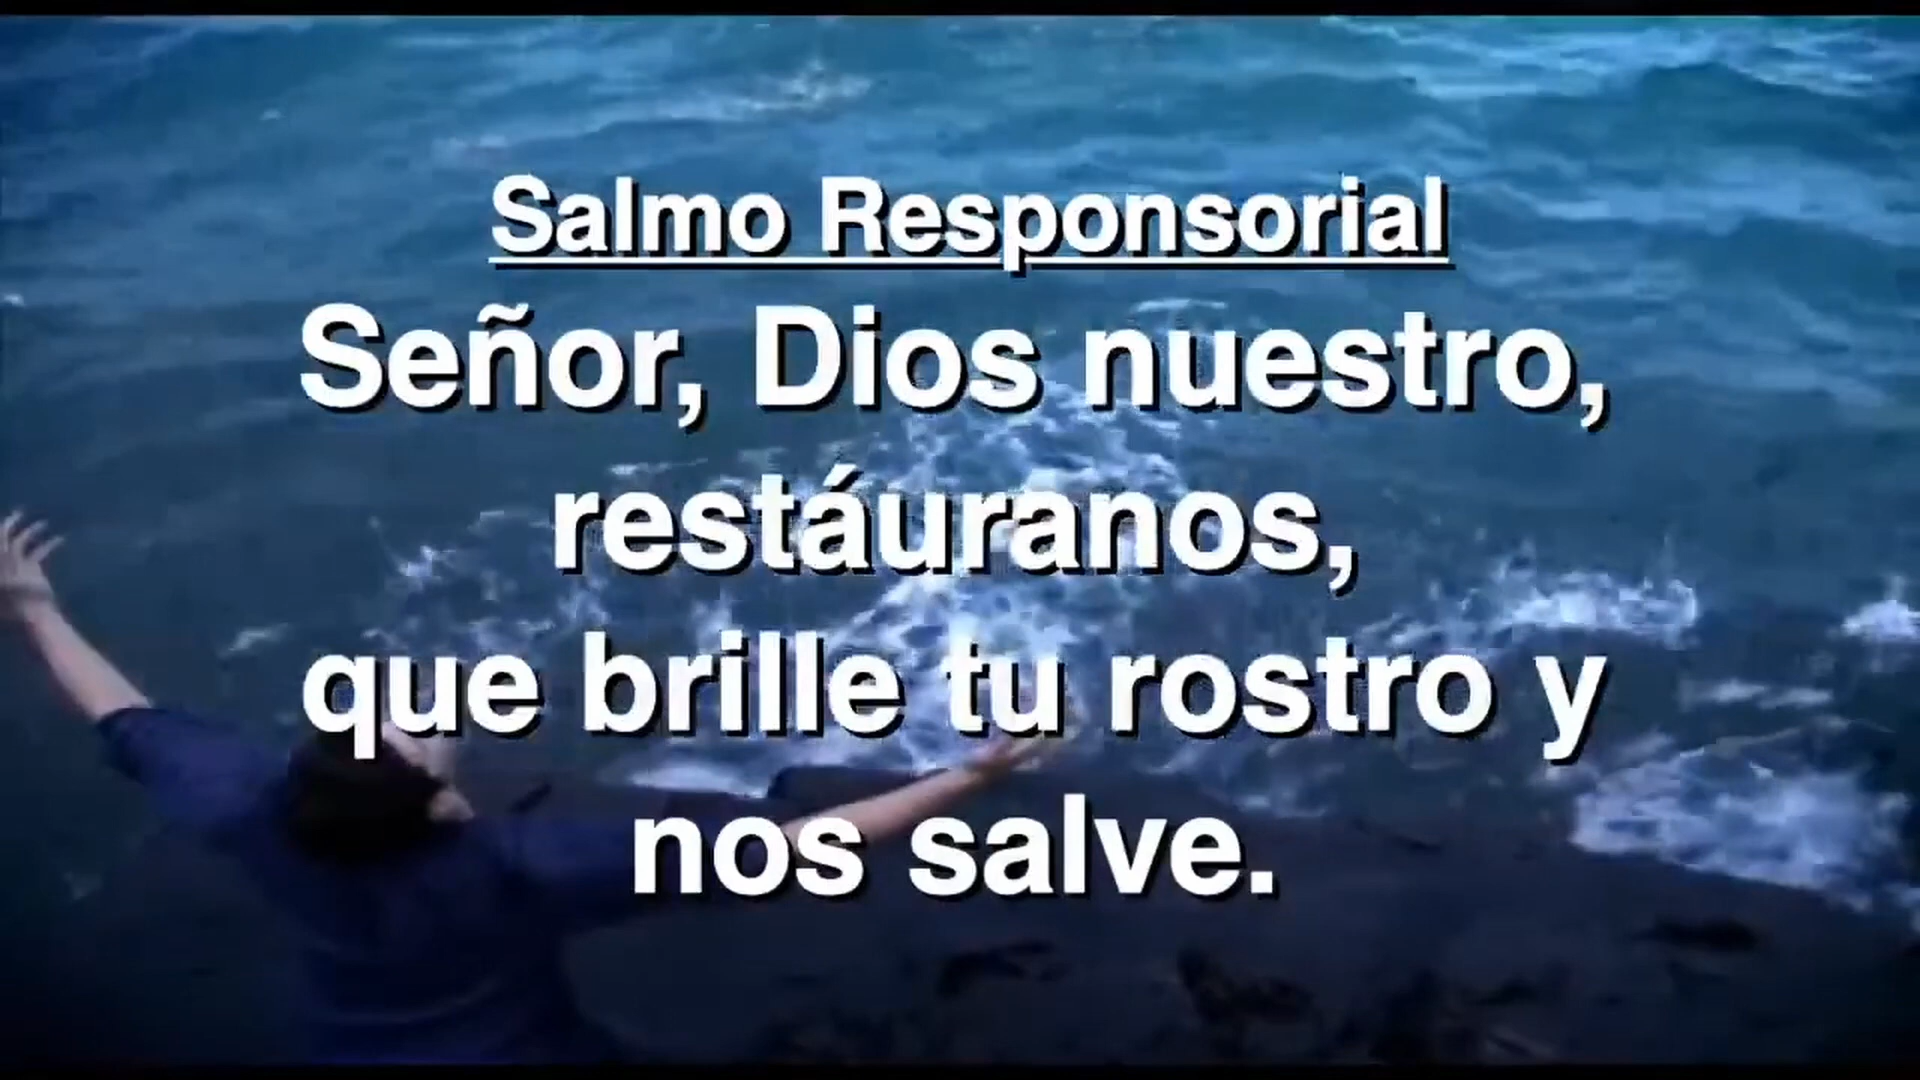 Salmo Responsorial
Señor, Dios nuestro,
restáuranos,
que brille tu rostro y
nos salve.